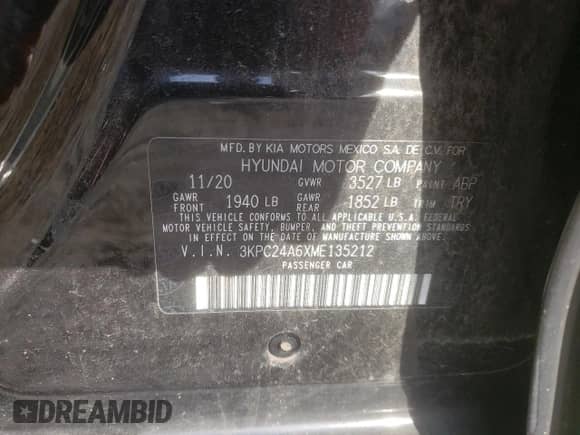 MFD. BY KIA MOTORS MEXICO S.A. DE C.V. FOR
HYUNDAI MOTOR COMPANY
11/20 GVWR 3527 LB PAINT ABP
GAWR FRONT 1940 LB GAWR REAR 1852 LB TRIM TRY
THIS VEHICLE CONFORMS TO ALL APPLICABLE U.S.A. FEDERAL
MOTOR VEHICLE SAFETY, BUMPER, AND THEFT PREVENTION STANDARDS
IN EFFECT ON THE DATE OF MANUFACTURE SHOWN ABOVE.
V.I.N. 3KPC24A6XME135212
PASSENGER CAR
DREAMBID